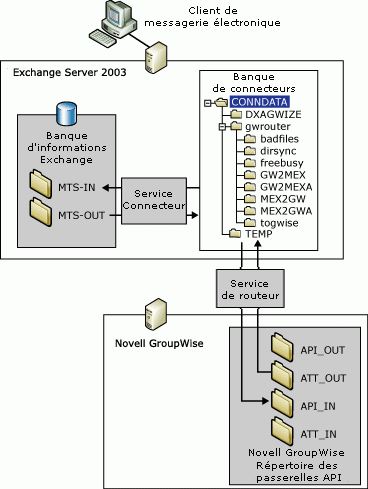 Client de
messagerie électronique
Exchange Server 2003
Banque
de connecteurs
CONNDATA
DXAGWIZE
gwrouter
badfiles
dirsync
freebusy
GW2MEX
GW2MEXA
MEX2GW
MEX2GWA
togwise
TEMP
Banque
d'informations
Exchange
MTS-IN
MTS-OUT
Service
Connecteur
Service
de routeur
Novell GroupWise
API_OUT
ATT_OUT
API_IN
ATT_IN
Novell GroupWise
Répertoire des
passerelles API